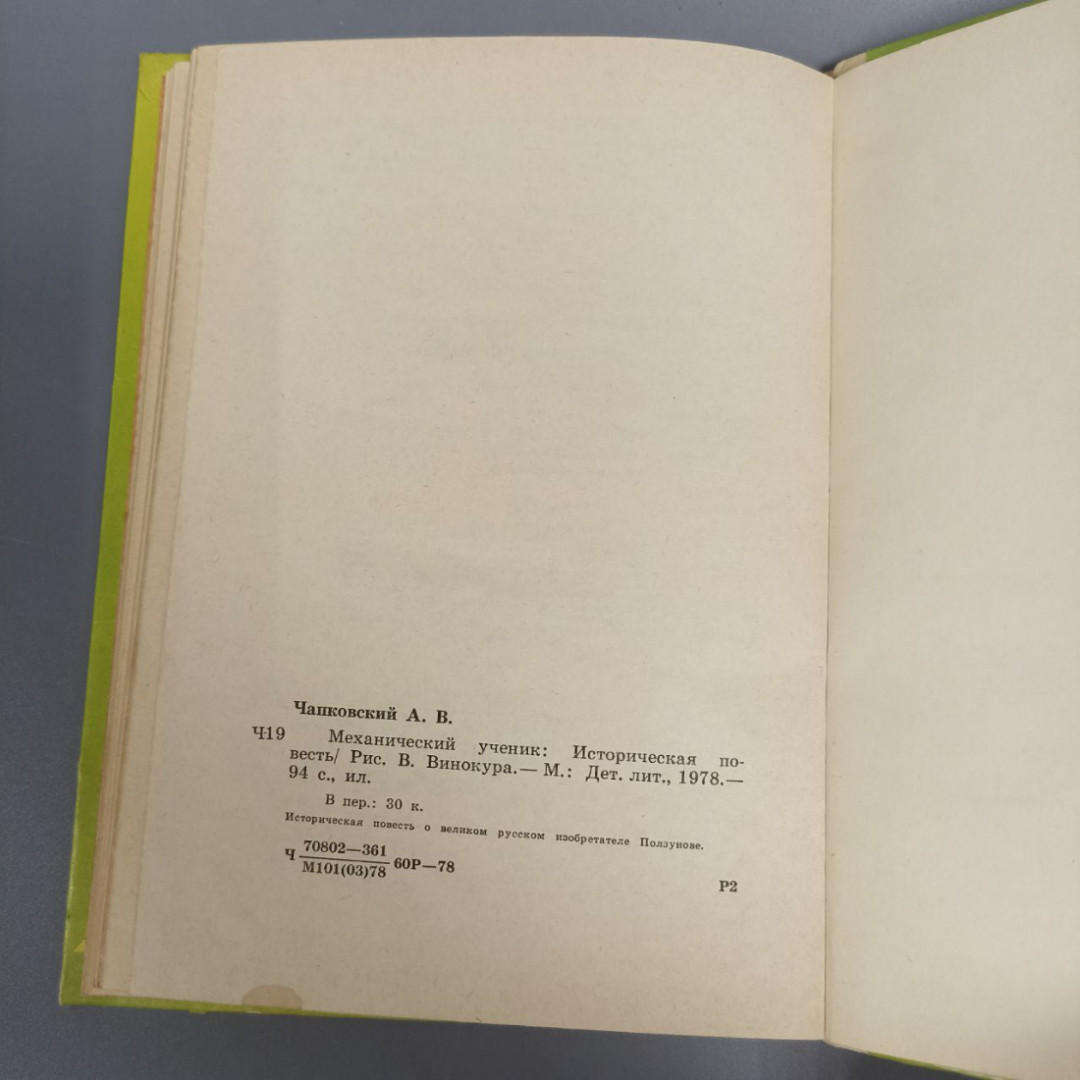 Чапковский А. В.
Ч19 Механический ученик: Историческая по-
весть/ Рис. В. Винокура.— М.: Дет. лит., 1978.—
94 с., ил.
В пер.: 30 к.
Историческая повесть о великом русском изобретателе Ползунове.
Ч 70802—361
М101(03)78 60Р—78
Р2